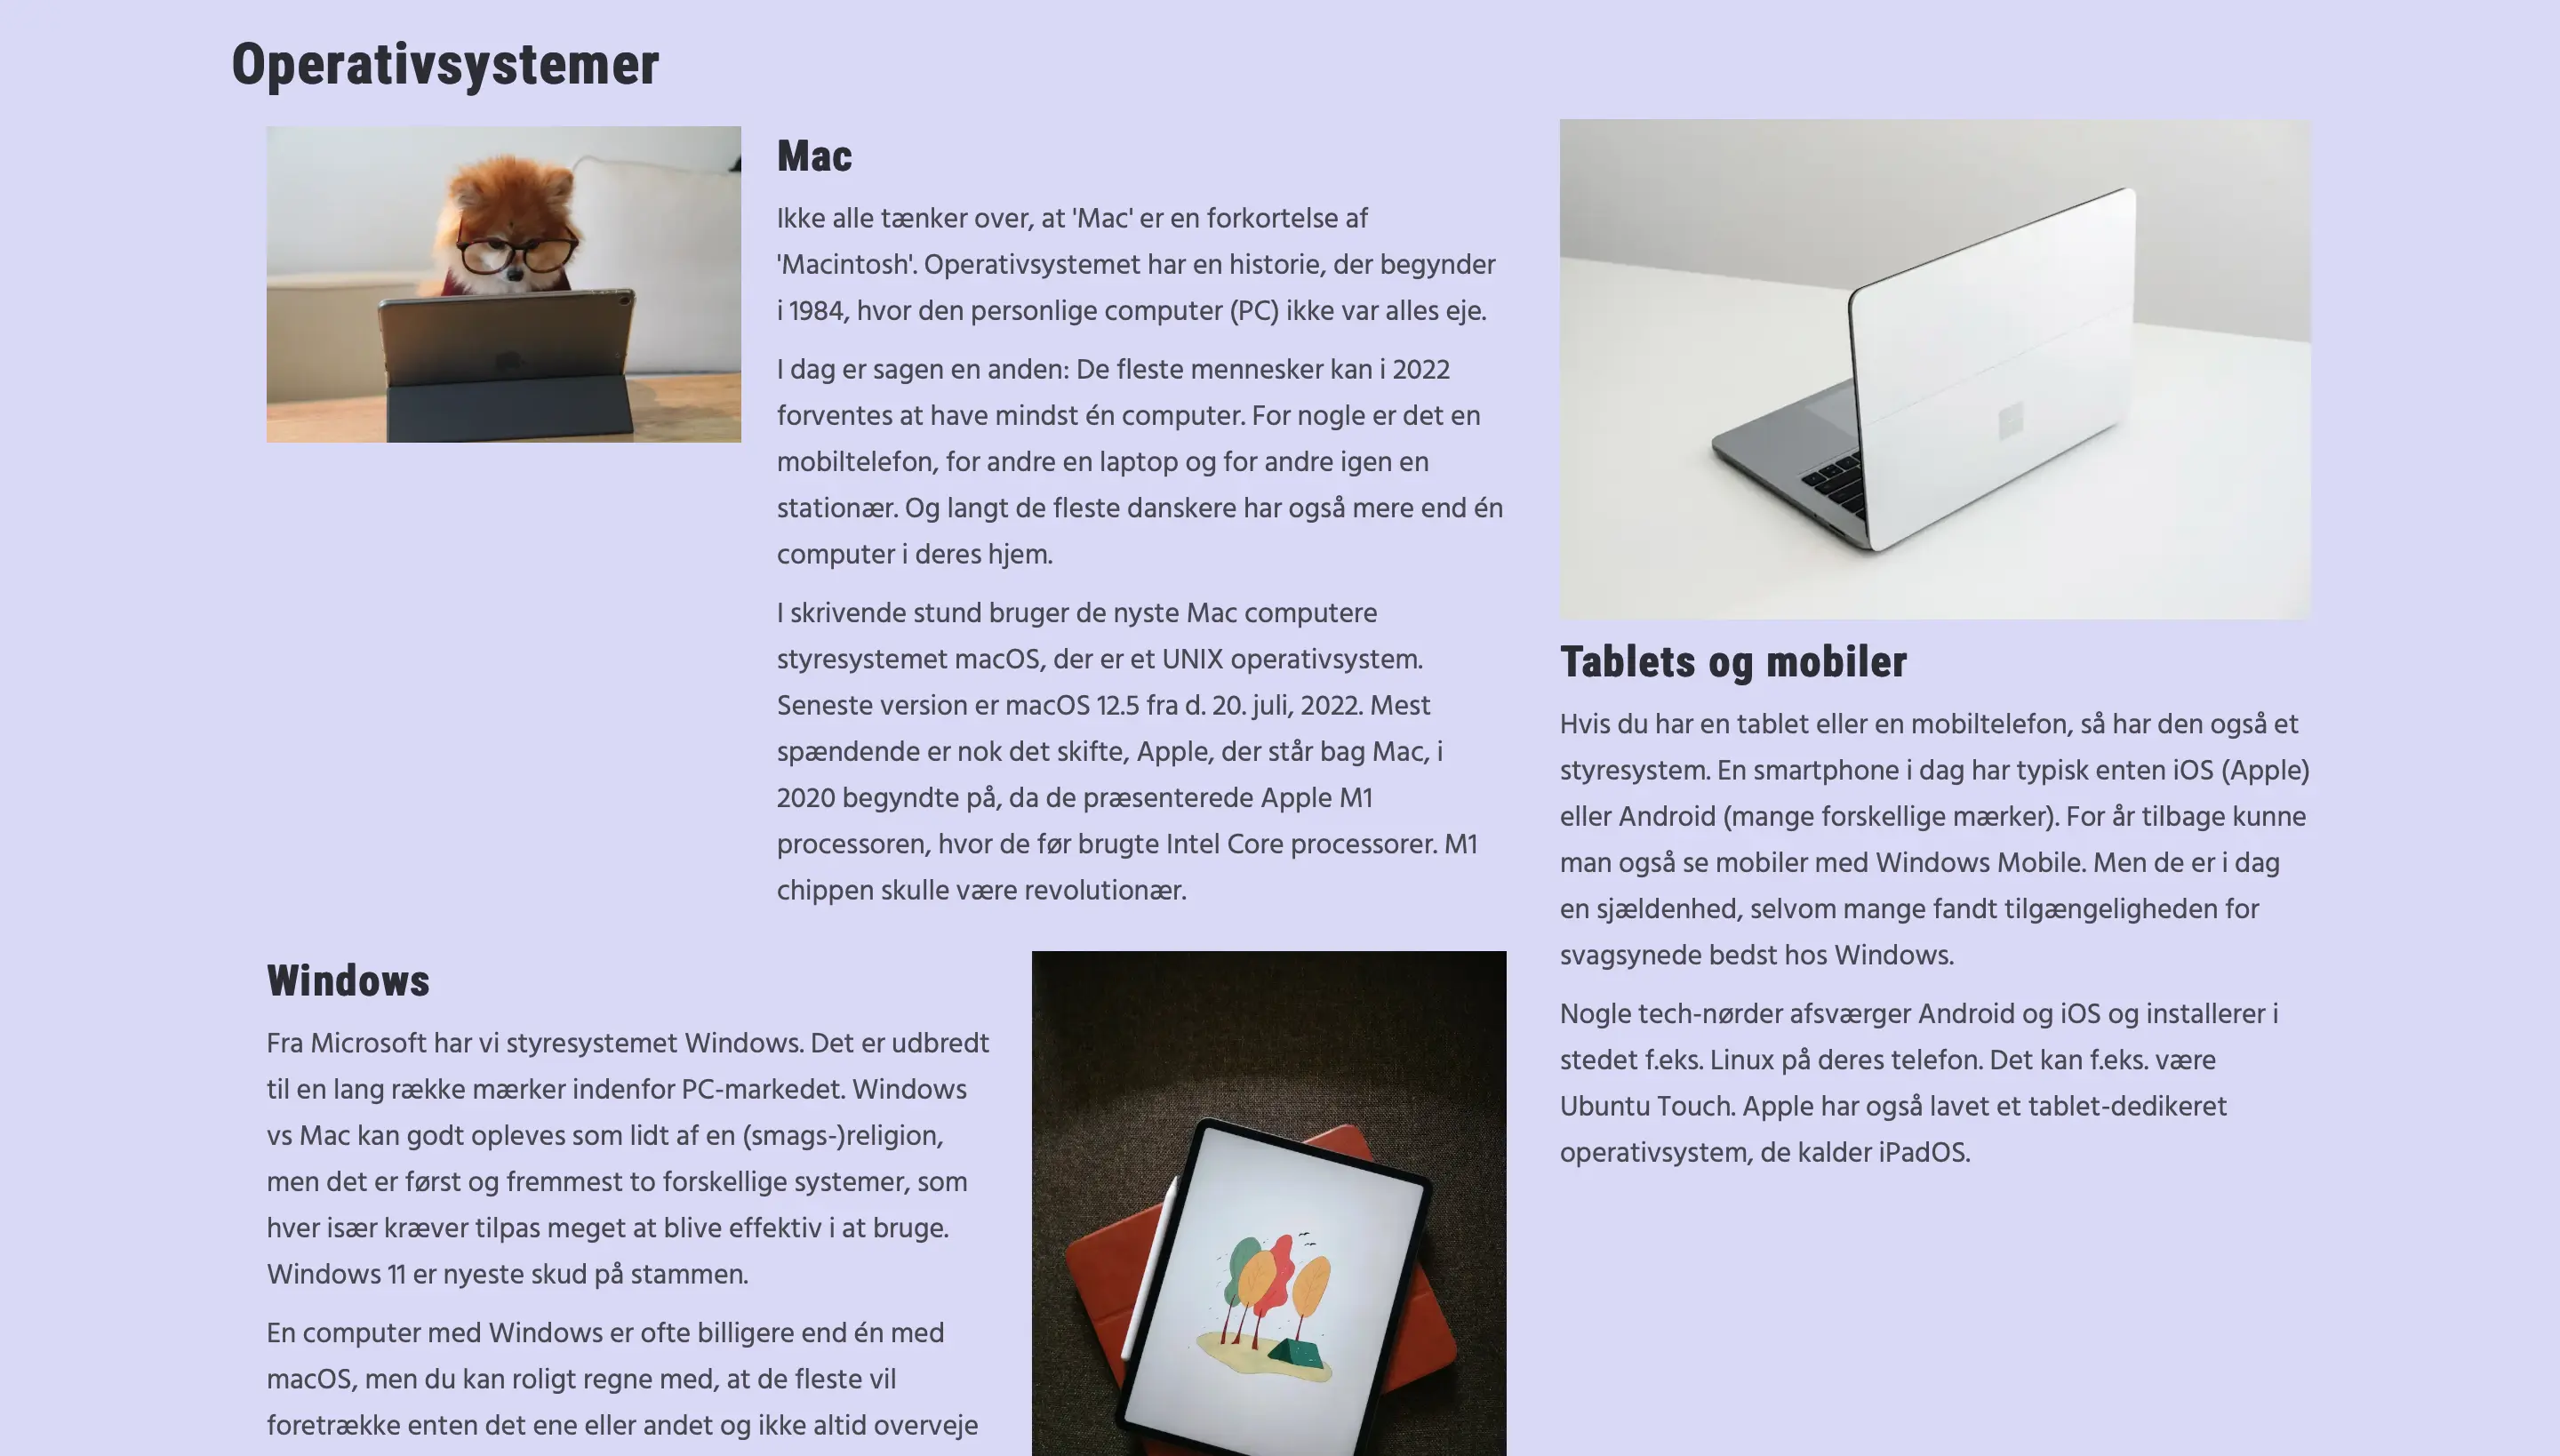 Operativsystemer
Mac
Ikke alle tænker over, at 'Mac' er en forkortelse af
'Macintosh'. Operativsystemet har en historie, der begynder
i 1984, hvor den personlige computer (PC) ikke var alles eje.
I dag er sagen en anden: De fleste mennesker kan i 2022
forventes at have mindst én computer. For nogle er det en
mobiltelefon, for andre en laptop og for andre igen en
stationær. Og langt de fleste danskere har også mere end én
computer i deres hjem.
I skrivende stund bruger de nyste Mac computere
styresystemet macOS, der er et UNIX operativsystem.
Seneste version er macOS 12.5 fra d. 20. juli, 2022. Mest
spændende er nok det skifte, Apple, der står bag Mac, i
2020 begyndte på, da de præsenterede Apple M1
processoren, hvor de før brugte Intel Core processorer. M1
chippen skulle være revolutionær.
Windows
Fra Microsoft har vi styresystemet Windows. Det er udbredt
til en lang række mærker indenfor PC-markedet. Windows
vs Mac kan godt opleves som lidt af en (smags-)religion,
men det er først og fremmest to forskellige systemer, som
hver især kræver tilpas meget at blive effektiv i at bruge.
Windows 11 er nyeste skud på stammen.
En computer med Windows er ofte billigere end én med
macOS, men du kan roligt regne med, at de fleste vil
foretrække enten det ene eller andet og ikke altid overveje
Tablets og mobiler
Hvis du har en tablet eller en mobiltelefon, så har den også et
styresystem. En smartphone i dag har typisk enten iOS (Apple)
eller Android (mange forskellige mærker). For år tilbage kunne
man også se mobiler med Windows Mobile. Men de er i dag
en sjældenhed, selvom mange fandt tilgængeligheden for
svagsynede bedst hos Windows.
Nogle tech-nørder afsværger Android og iOS og installerer i
stedet f.eks. Linux på deres telefon. Det kan f.eks. være
Ubuntu Touch. Apple har også lavet et tablet-dedikeret
operativsystem, de kalder iPadOS.